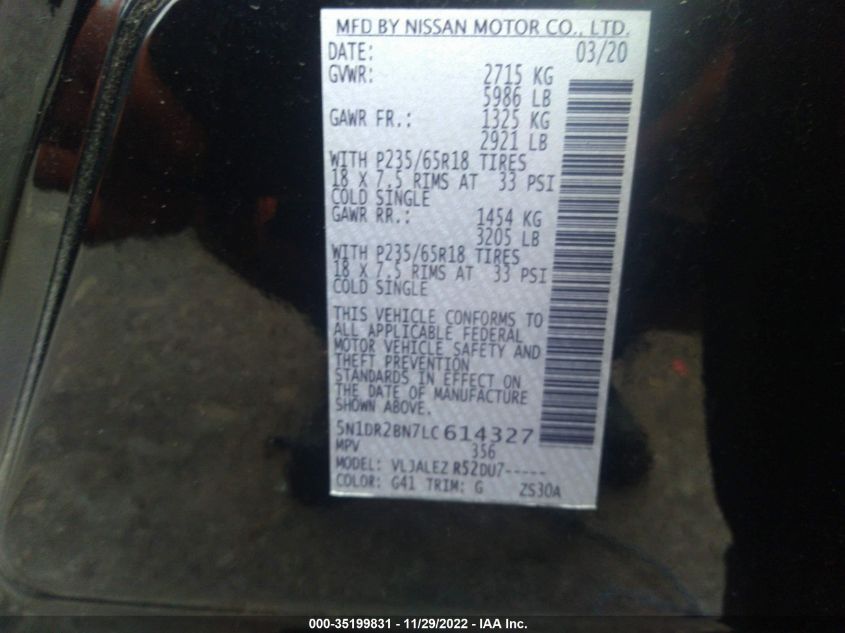 MFD BY NISSAN MOTOR CO., LTD.
DATE: 03/20
GVWR: 2715 KG
5986 LB
GAWR FR.: 1325 KG
2921 LB
WITH P235/65R18 TIRES
18 X 7.5 RIMS AT 33 PSI
COLD SINGLE
GAWR RR.: 1454 KG
3205 LB
WITH P235/65R18 TIRES
18 X 7.5 RIMS AT 33 PSI
COLD SINGLE
THIS VEHICLE CONFORMS TO
ALL APPLICABLE FEDERAL
MOTOR VEHICLE SAFETY AND
THEFT PREVENTION
STANDARDS IN EFFECT ON
THE DATE OF MANUFACTURE
SHOWN ABOVE.
5N1DR2BN7LC614327
MPV 356
MODEL: VLJALEZ R52DU7-----
COLOR: G41 TRIM: G ZS30A
000-35199831 - 11/29/2022 - IAA Inc.